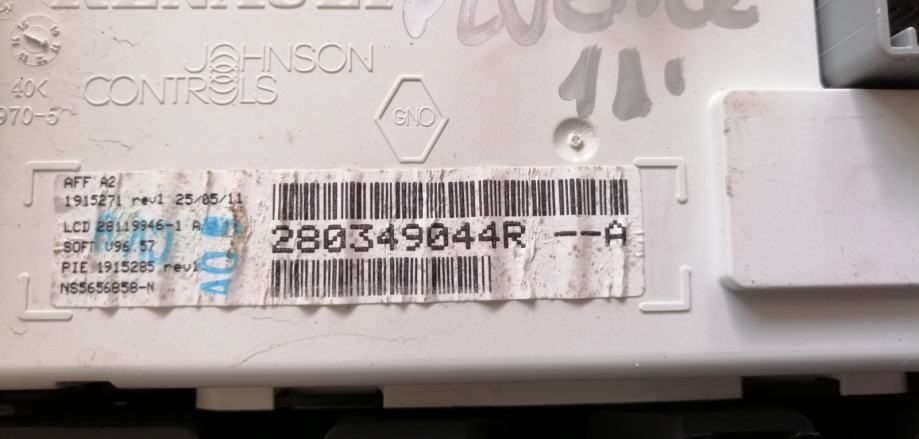 RENAULT
JOHNSON
CONTROLS
40K
970-5
GNO
AFF A2
1915271 rev1 25/05/11
LCD 28119946-1 A
SOFT V96.57
PIE 1915285 rev1
NS5656858-N
280349044R --A